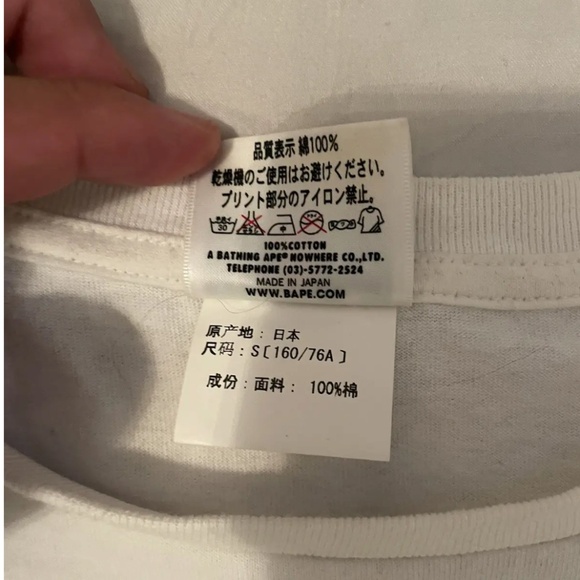 品質表示 綿100%
乾燥機のご使用はお避けください。
プリント部分のアイロン禁止。
100%COTTON
A BATHING APE® NOWHERE CO.,LTD.
TELEPHONE (03)-5772-2524
MADE IN JAPAN
WWW.BAPE.COM
原产地：日本
尺码：S〔160/76A〕
成份：面料： 100%棉